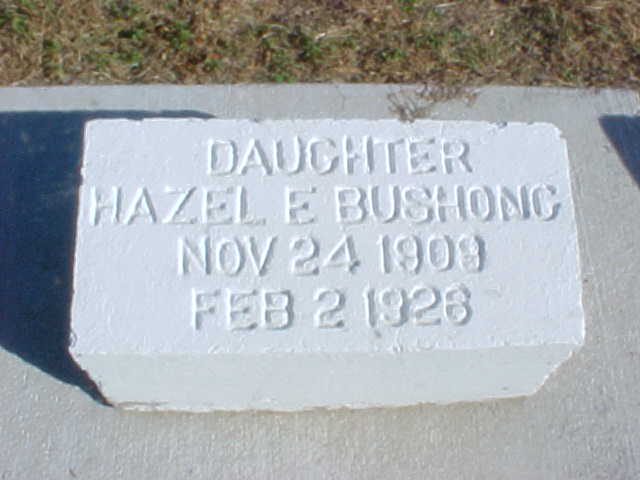 DAUGHTER
HAZEL E BUSHONG
NOV 24 1909
FEB 2 1926